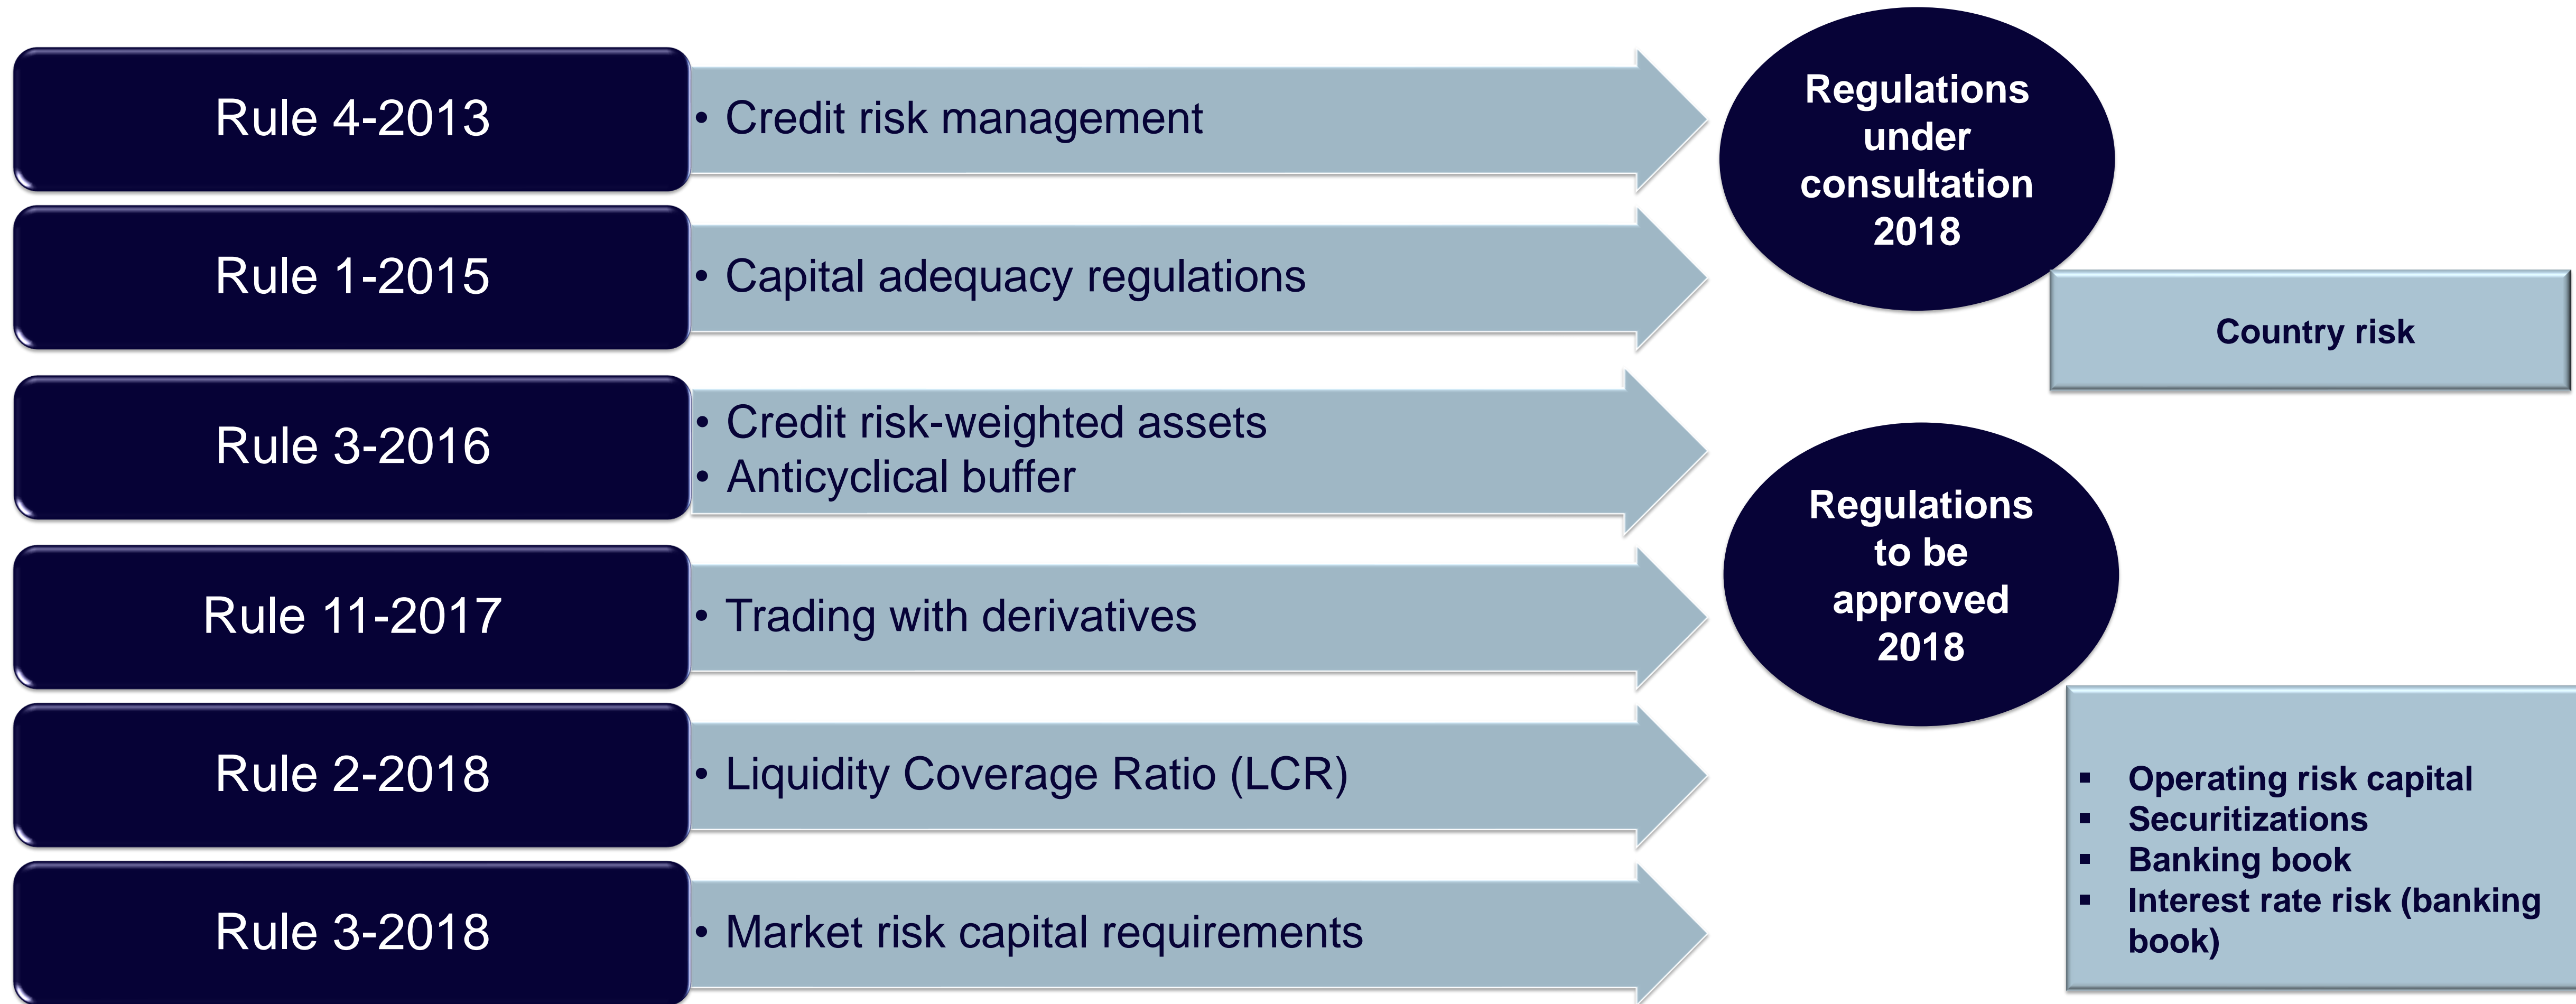 Rule 4-2013
• Credit risk management
Rule 1-2015
• Capital adequacy regulations
Rule 3-2016
• Credit risk-weighted assets
• Anticyclical buffer
Rule 11-2017
• Trading with derivatives
Rule 2-2018
• Liquidity Coverage Ratio (LCR)
Rule 3-2018
• Market risk capital requirements
Regulations
under
consultation
2018
Country risk
Regulations
to be
approved
2018
▪ Operating risk capital
▪ Securitizations
▪ Banking book
▪ Interest rate risk (banking
book)